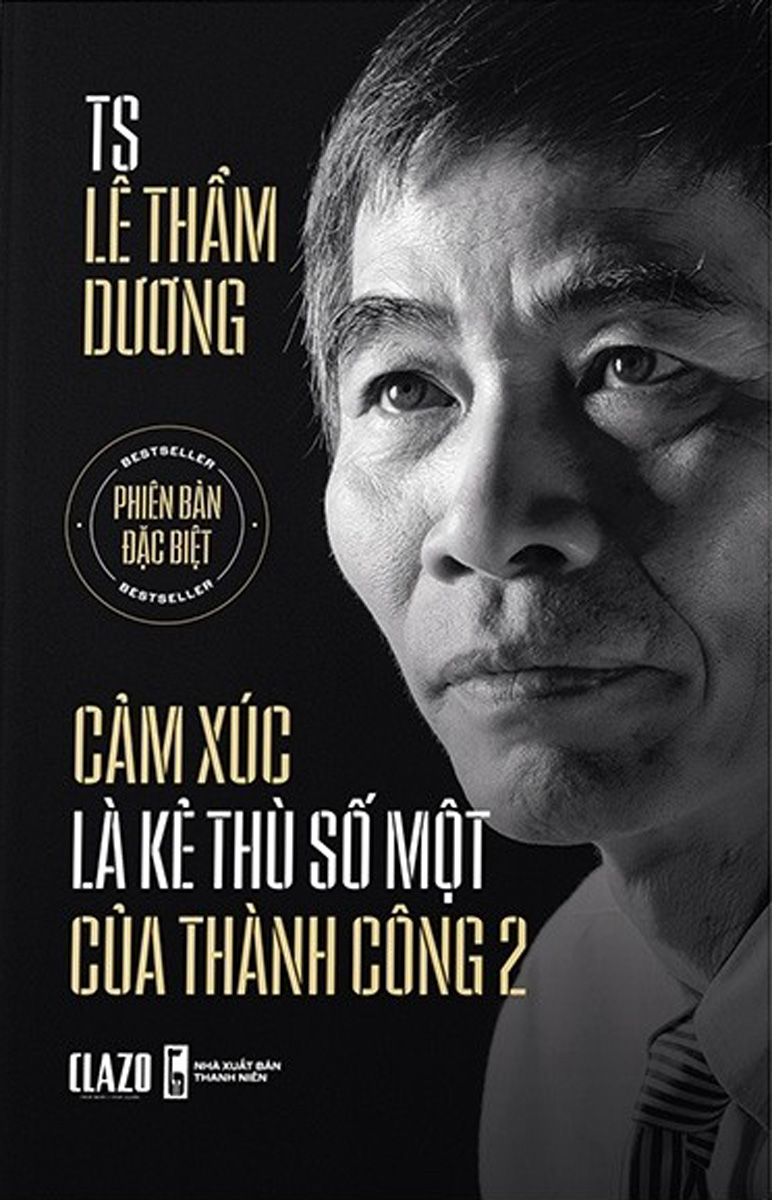 TS
LÊ THẨM
DƯƠNG
BESTSELLER
PHIÊN BẢN
ĐẶC BIỆT
BESTSELLER
CẢM XÚC
LÀ KẺ THÙ SỐ MỘT
CỦA THÀNH CÔNG 2
CLAZO
NHÀ XUẤT BẢN
THANH NIÊN